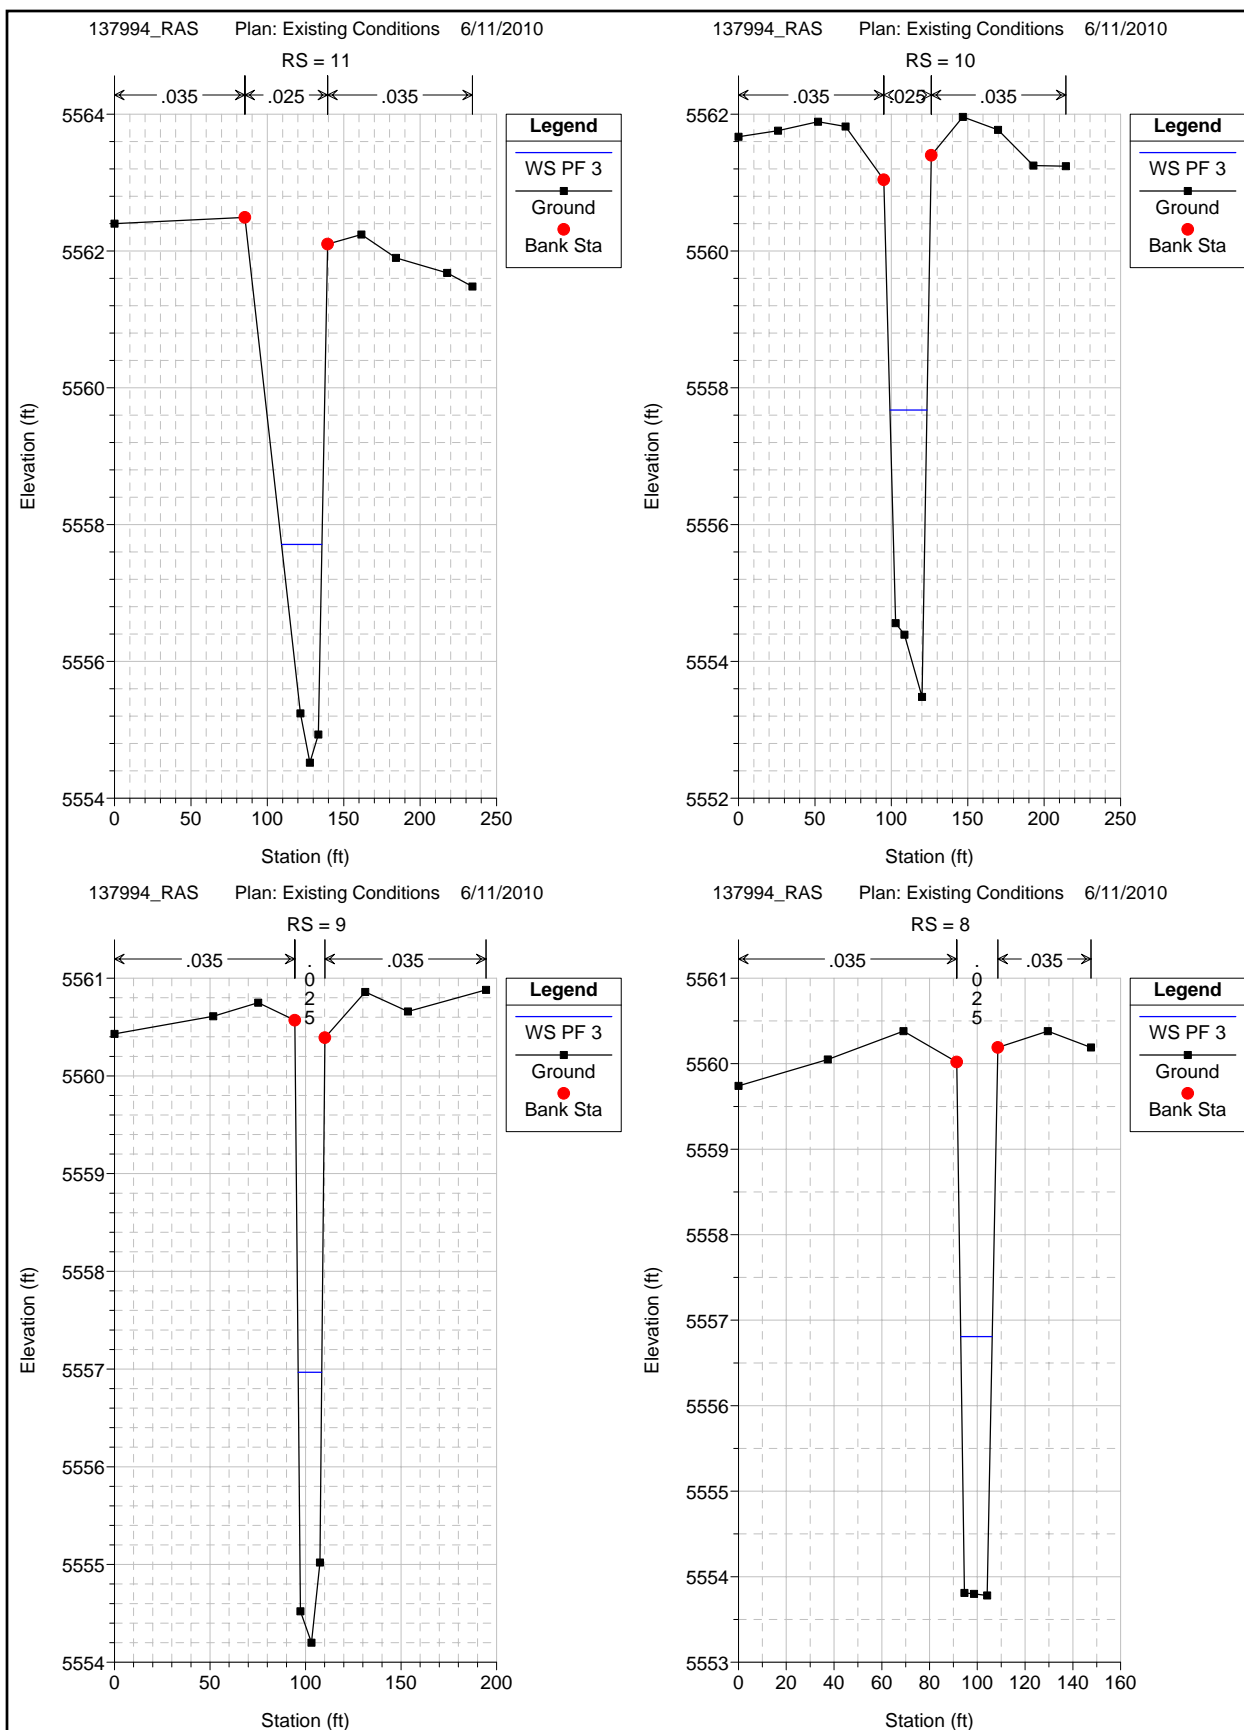 137994_RAS Plan: Existing Conditions 6/11/2010
RS = 11
.035 .025 .035
5564
5562
5560
5558
5556
5554
Elevation (ft)
0 50 100 150 200 250
Station (ft)
Legend
WS PF 3
Ground
Bank Sta
137994_RAS Plan: Existing Conditions 6/11/2010
RS = 10
.035 .025 .035
5562
5560
5558
5556
5554
5552
Elevation (ft)
0 50 100 150 200 250
Station (ft)
Legend
WS PF 3
Ground
Bank Sta
137994_RAS Plan: Existing Conditions 6/11/2010
RS = 9
.035 .025 .035
5561
5560
5559
5558
5557
5556
5555
5554
Elevation (ft)
0 50 100 150 200
Station (ft)
Legend
WS PF 3
Ground
Bank Sta
137994_RAS Plan: Existing Conditions 6/11/2010
RS = 8
.035 .025 .035
5561
5560
5559
5558
5557
5556
5555
5554
5553
Elevation (ft)
0 20 40 60 80 100 120 140 160
Station (ft)
Legend
WS PF 3
Ground
Bank Sta